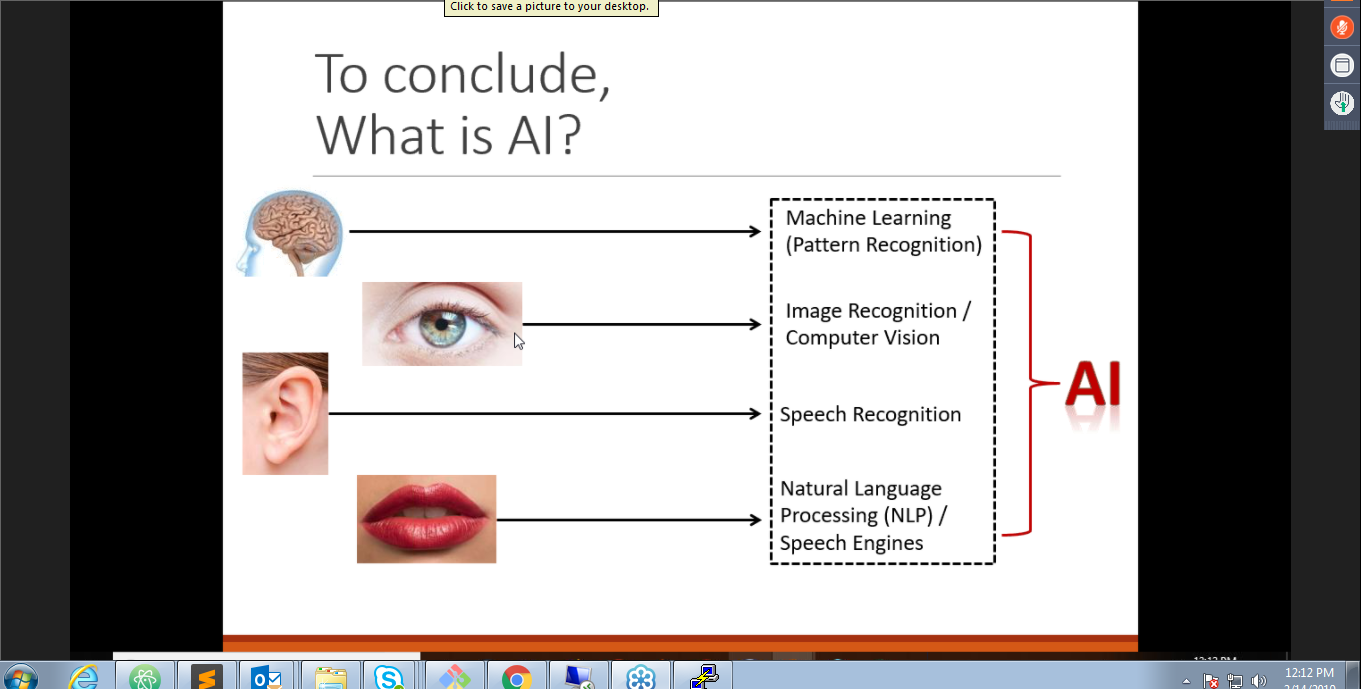 Click to save a picture to your desktop.
To conclude,
What is AI?
Machine Learning
(Pattern Recognition)
Image Recognition /
Computer Vision
AI
Speech Recognition
Natural Language
Processing (NLP) /
Speech Engines
12:12 PM